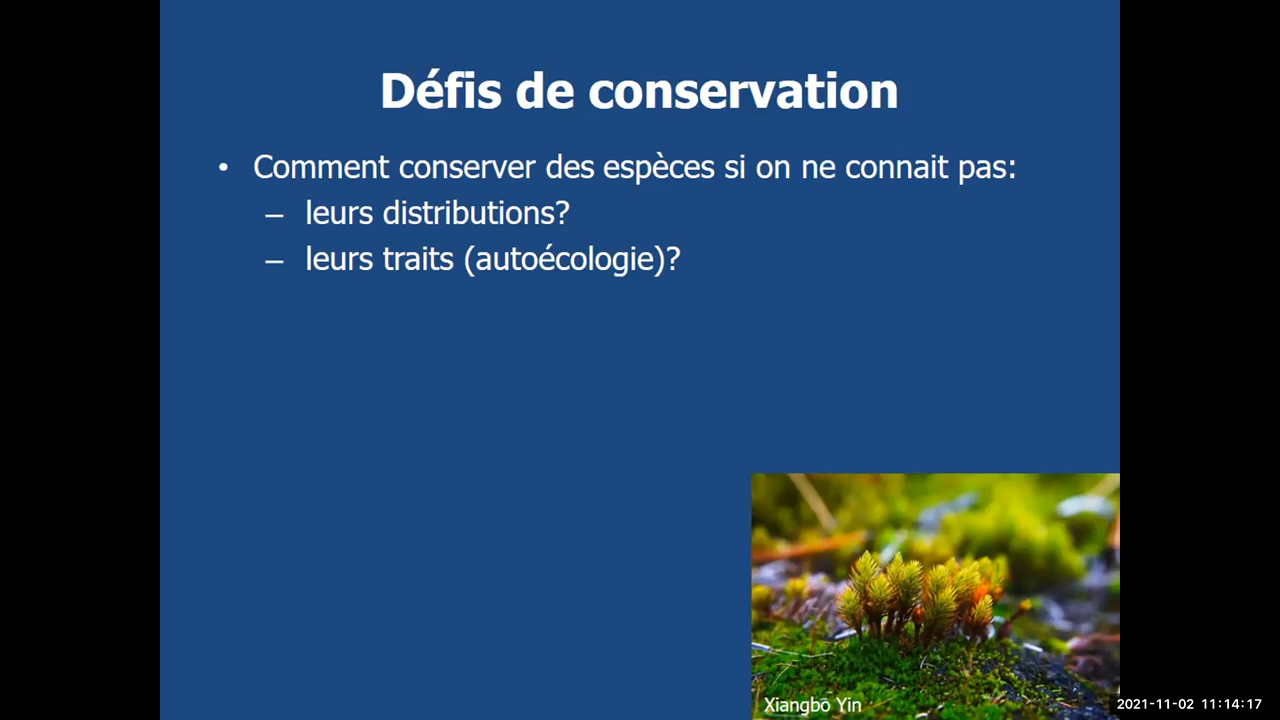 Défis de conservation
• Comment conserver des espèces si on ne connait pas:
– leurs distributions?
– leurs traits (autoécologie)?
Xiangbō Yin
2021-11-02 11:14:17